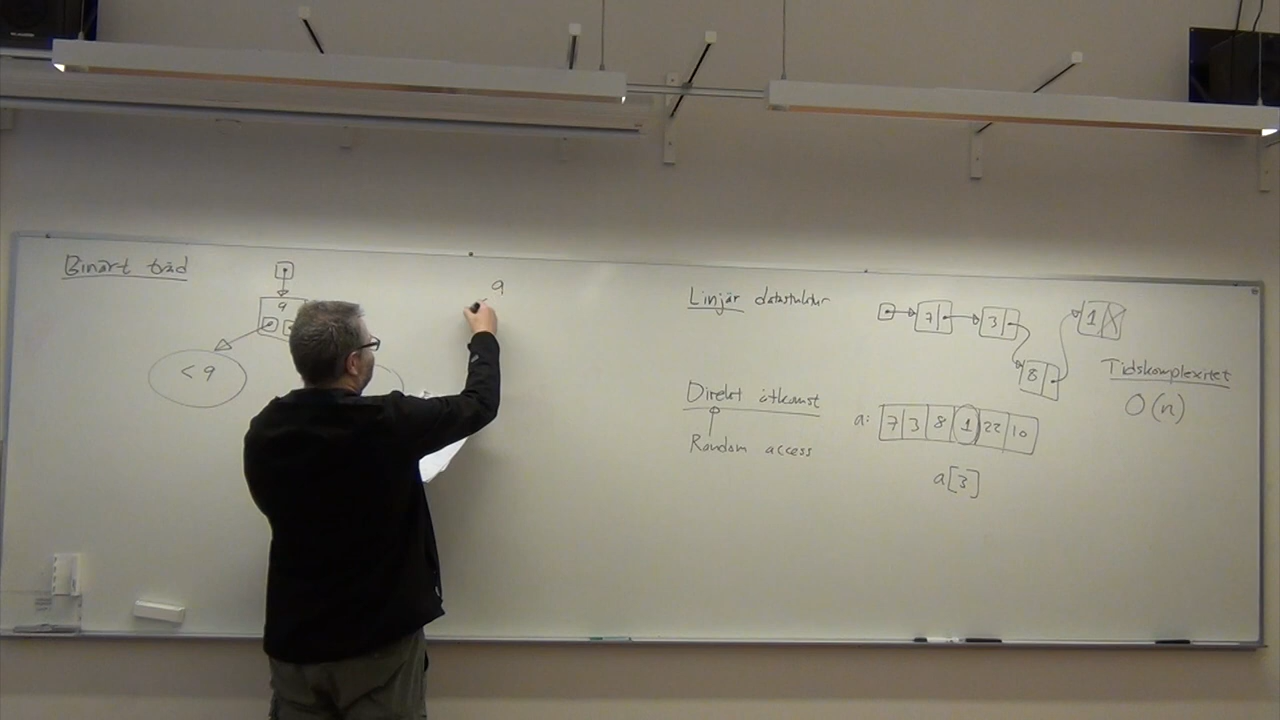 Binärt träd
9
< 9
9
Linjär datastuktur
7 3 8 1
Direkt åtkomst
Random access
a: 7 3 8 1 22 10
a[3]
Tidskomplexitet
O(n)